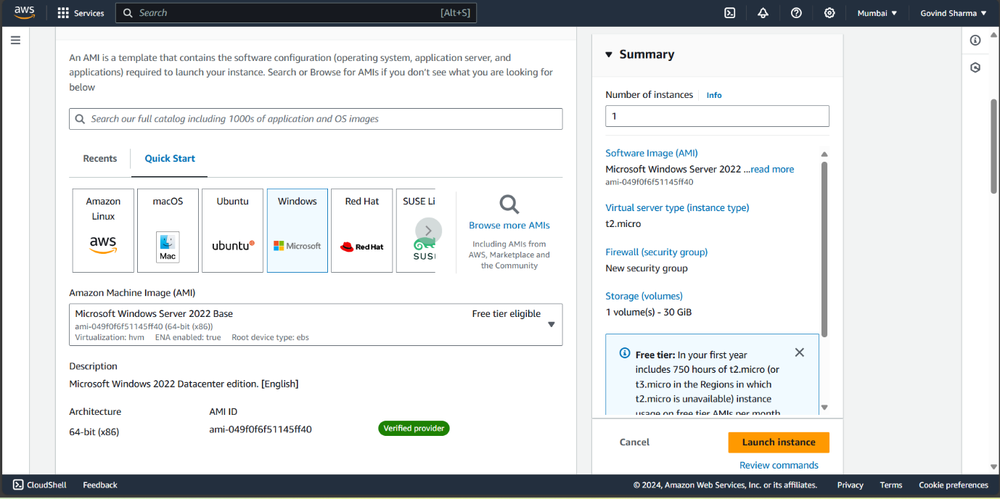 aws
Services
Search
[Alt+S]
Mumbai ▼
Govind Sharma ▼
An AMI is a template that contains the software configuration (operating system, application server, and
applications) required to launch your instance. Search or Browse for AMIs if you don't see what you are looking for
below
Search our full catalog including 1000s of application and OS images
Recents
Quick Start
Amazon
Linux
aws
macOS
Mac
Ubuntu
ubuntu
Windows
Microsoft
Red Hat
Red Hat
SUSE Li
SUS
Browse more AMIs
Including AMIs from
AWS, Marketplace and
the Community
Amazon Machine Image (AMI)
Microsoft Windows Server 2022 Base
Free tier eligible
ami-049f0f6f51145ff40 (64-bit (x86))
Virtualization: hvm ENA enabled: true Root device type: ebs
Description
Microsoft Windows 2022 Datacenter edition. [English]
Architecture
64-bit (x86)
AMI ID
ami-049f0f6f51145ff40
Verified provider
Summary
Number of instances
Info
1
Software Image (AMI)
Microsoft Windows Server 2022 ...read more
ami-049f0f6f51145ff40
Virtual server type (instance type)
t2.micro
Firewall (security group)
New security group
Storage (volumes)
1 volume(s) - 30 GiB
Free tier: In your first year
includes 750 hours of t2.micro (or
t3.micro in the Regions in which
t2.micro is unavailable) instance
usage on free tier AMIs per month
Cancel
Launch instance
Review commands
CloudShell
Feedback
© 2024, Amazon Web Services, Inc. or its affiliates.
Privacy
Terms
Cookie preferences